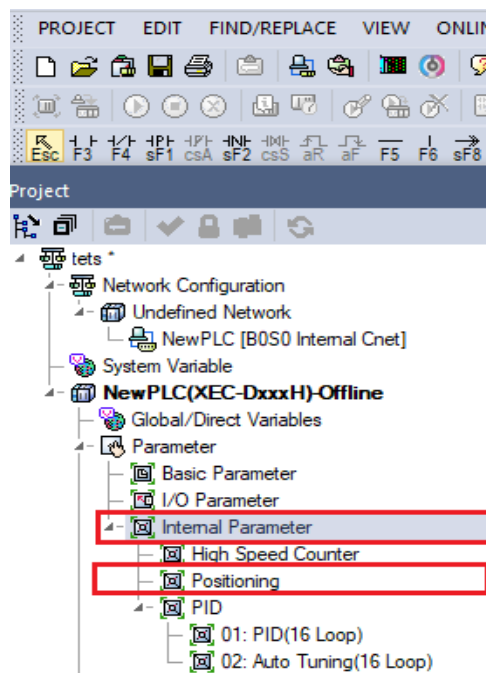 PROJECT EDIT FIND/REPLACE VIEW ONLIN
Esc F3 F4 sF1 csA sF2 csS aR aF F5 F6 sF8
Project
tets *
Network Configuration
Undefined Network
NewPLC [B0S0 Internal Cnet]
System Variable
NewPLC(XEC-DxxxH)-Offline
Global/Direct Variables
Parameter
Basic Parameter
I/O Parameter
Internal Parameter
High Speed Counter
Positioning
PID
01: PID(16 Loop)
02: Auto Tuning(16 Loop)